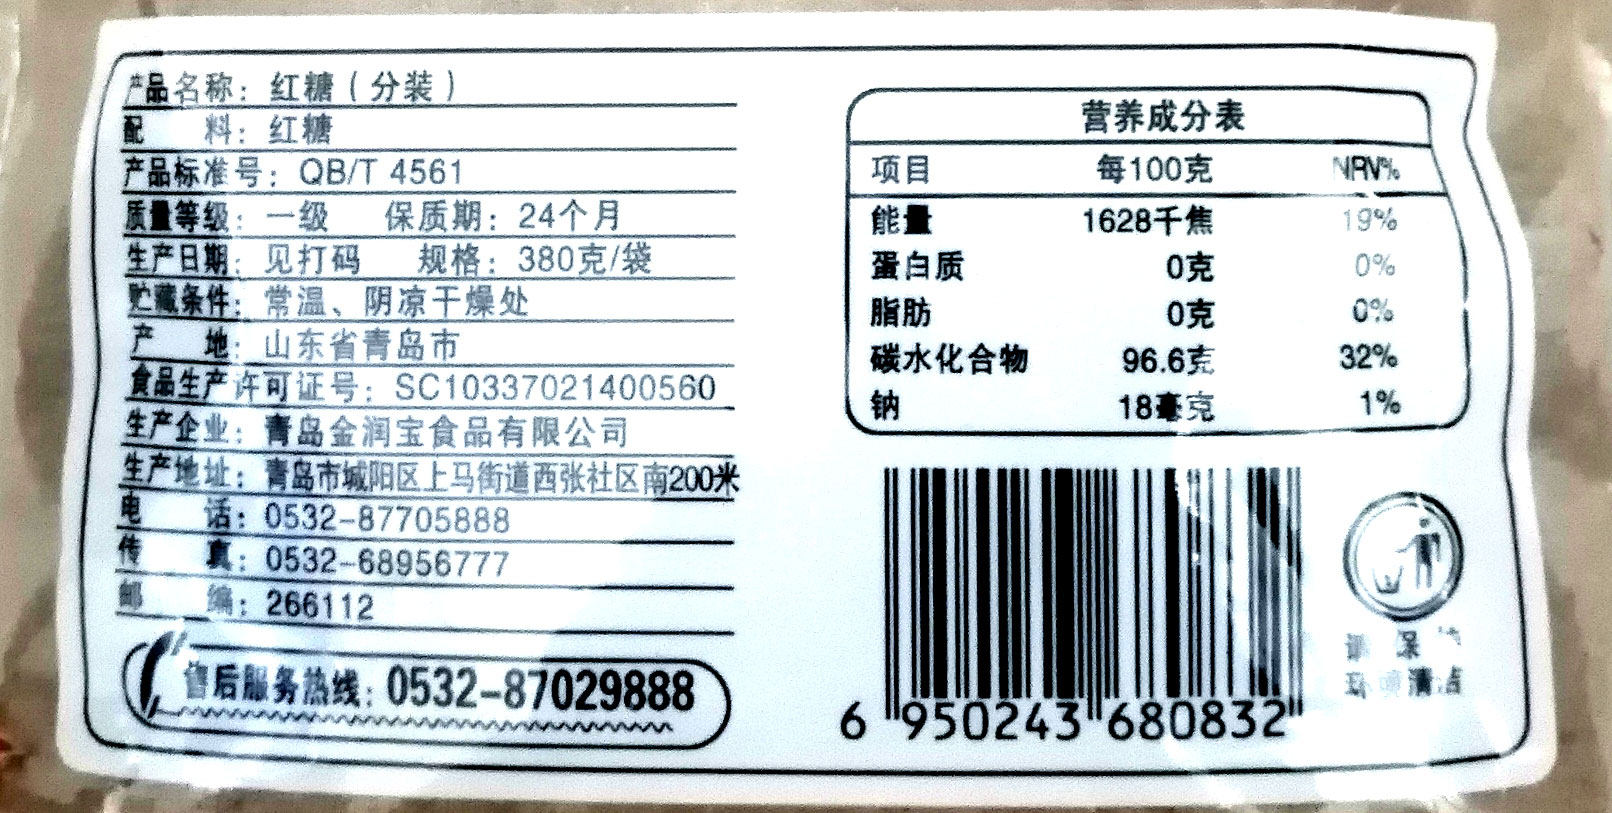 产品名称：红糖（分装）
配 料：红糖
产品标准号：QB/T 4561
质量等级：一级 保质期：24个月
生产日期：见打码 规格：380克/袋
贮藏条件：常温、阴凉干燥处
产 地：山东省青岛市
食品生产许可证号：SC10337021400560
生产企业：青岛金润宝食品有限公司
生产地址：青岛市城阳区上马街道西张社区南200米
电 话：0532-87705888
传 真：0532-68956777
邮 编：266112
售后服务热线：0532-87029888
营养成分表
项目 每100克 NRV%
能量 1628千焦 19%
蛋白质 0克 0%
脂肪 0克 0%
碳水化合物 96.6克 32%
钠 18毫克 1%
6 950243 680832
保
环境清洁